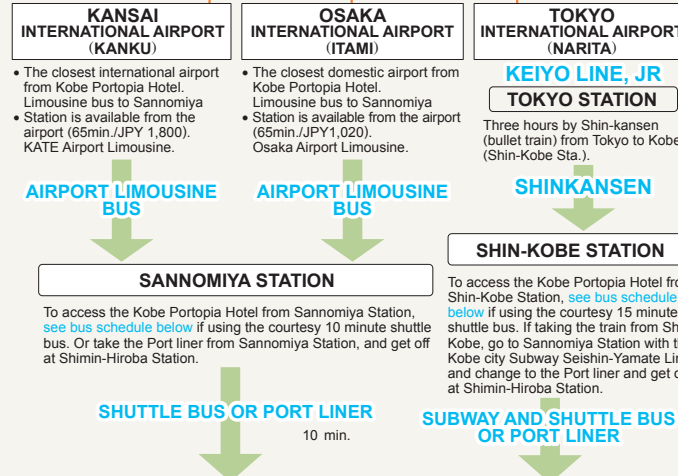 KANSAI
INTERNATIONAL AIRPORT
(KANKU)
• The closest international airport
from Kobe Portopia Hotel.
Limousine bus to Sannomiya
• Station is available from the
airport (65min./JPY 1,800).
KATE Airport Limousine.
AIRPORT LIMOUSINE
BUS
OSAKA
INTERNATIONAL AIRPORT
(ITAMI)
• The closest domestic airport from
Kobe Portopia Hotel.
Limousine bus to Sannomiya
• Station is available from the airport
(65min./JPY1,020).
Osaka Airport Limousine.
AIRPORT LIMOUSINE
BUS
SANNOMIYA STATION
To access the Kobe Portopia Hotel from Sannomiya Station,
see bus schedule below if using the courtesy 10 minute shuttle
bus. Or take the Port liner from Sannomiya Station, and get off
at Shimin-Hiroba Station.
SHUTTLE BUS OR PORT LINER
10 min.
TOKYO
INTERNATIONAL AIRPORT
(NARITA)
KEIYO LINE, JR
TOKYO STATION
Three hours by Shin-kansen
(bullet train) from Tokyo to Kobe
(Shin-Kobe Sta.).
SHINKANSEN
SHIN-KOBE STATION
To access the Kobe Portopia Hotel
Shin-Kobe Station, see bus schedule
below if using the courtesy 15 minute
shuttle bus. If taking the train from
Kobe, go to Sannomiya Station with
Kobe city Subway Seishin-Yamate
and change to the Port liner and get
at Shimin-Hiroba Station.
SUBWAY AND SHUTTLE BUS
OR PORT LINER